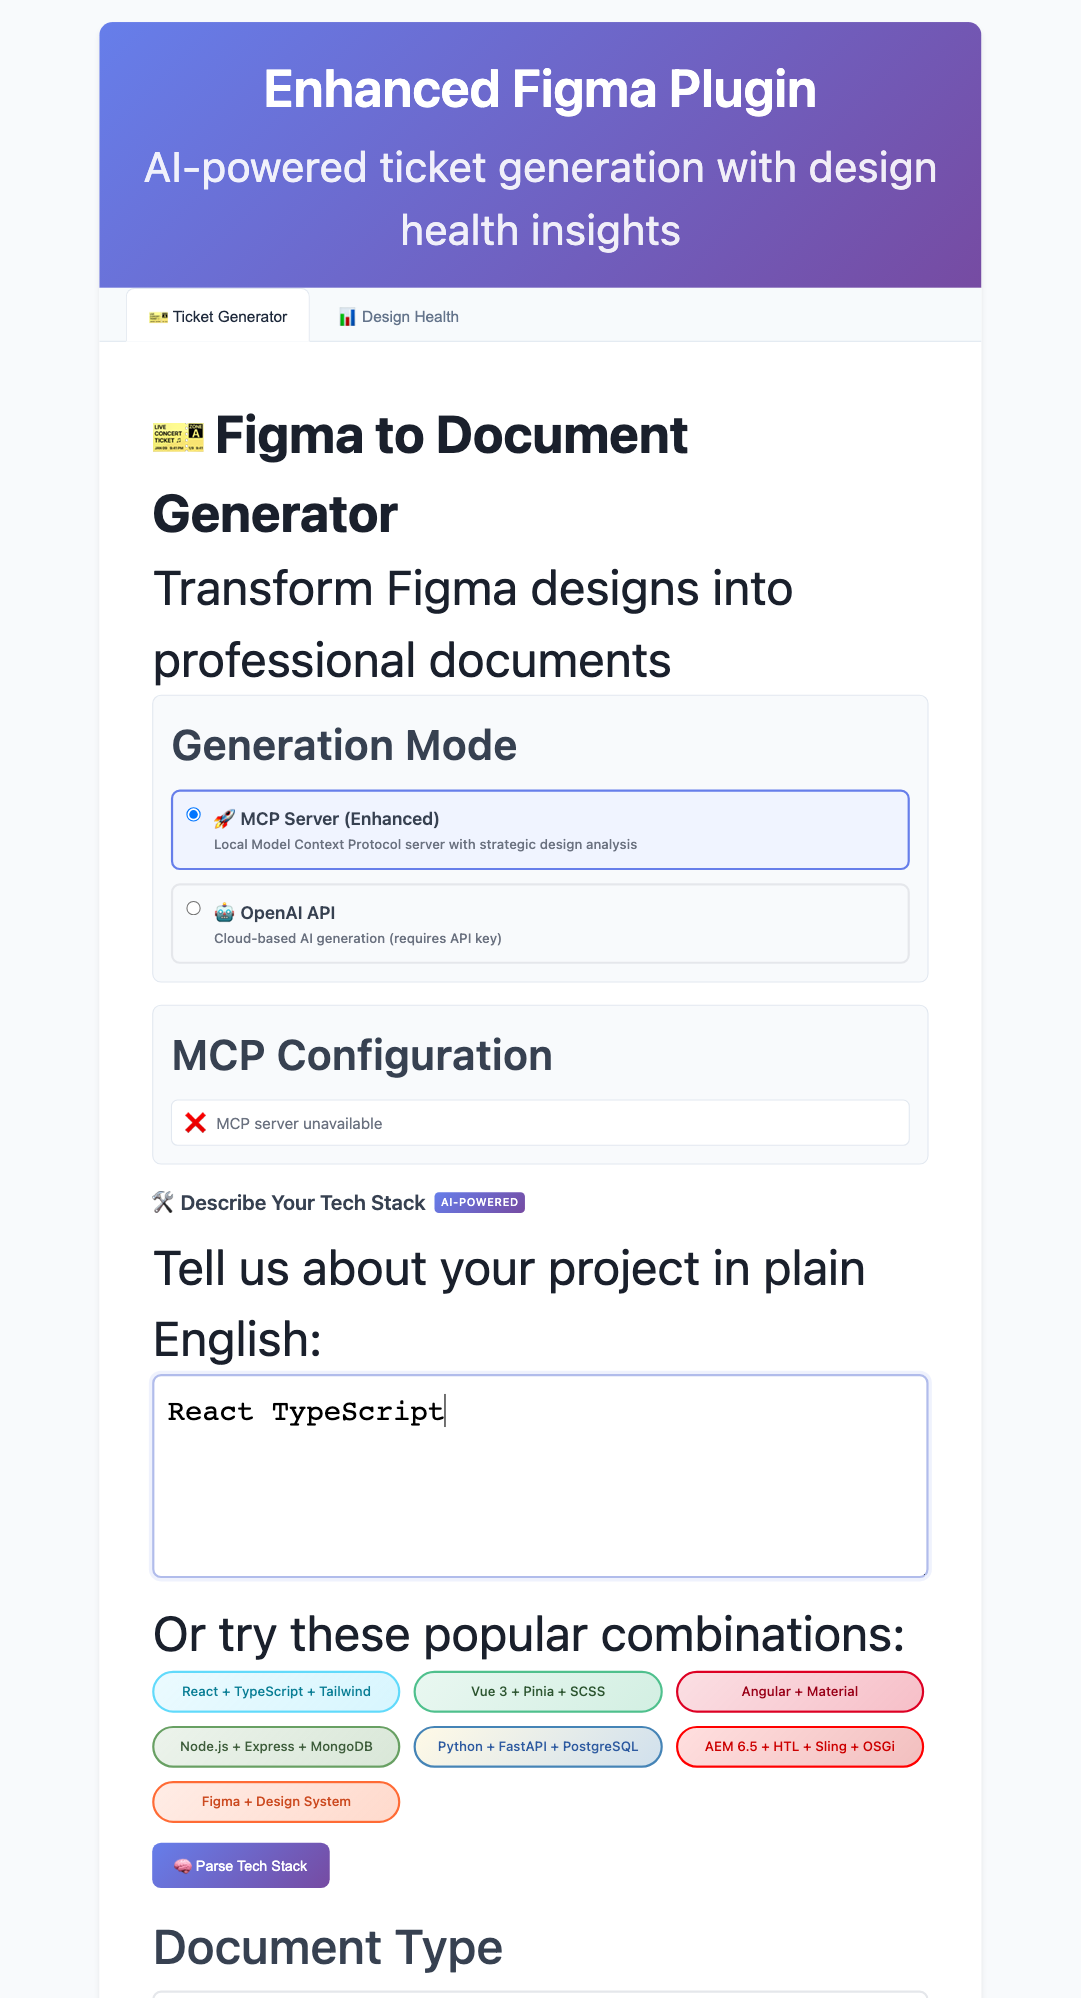 Enhanced Figma Plugin
AI-powered ticket generation with design
health insights
Ticket Generator
Design Health
Figma to Document
Generator
Transform Figma designs into
professional documents
Generation Mode
MCP Server (Enhanced)
Local Model Context Protocol server with strategic design analysis
OpenAI API
Cloud-based AI generation (requires API key)
MCP Configuration
MCP server unavailable
Describe Your Tech Stack AI-POWERED
Tell us about your project in plain
English:
React TypeScript
Or try these popular combinations:
React + TypeScript + Tailwind
Vue 3 + Pinia + SCSS
Angular + Material
Node.js + Express + MongoDB
Python + FastAPI + PostgreSQL
AEM 6.5 + HTL + Sling + OSGi
Figma + Design System
Parse Tech Stack
Document Type